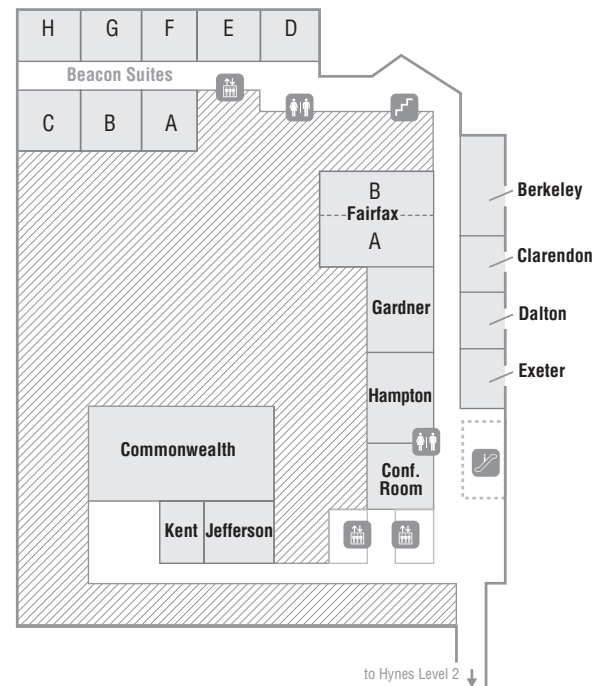 H G F E D
Beacon Suites
C B A
B
Fairfax
A
Berkeley
Clarendon
Gardner
Dalton
Exeter
Hampton
Commonwealth
Conf.
Room
Kent Jefferson
to Hynes Level 2